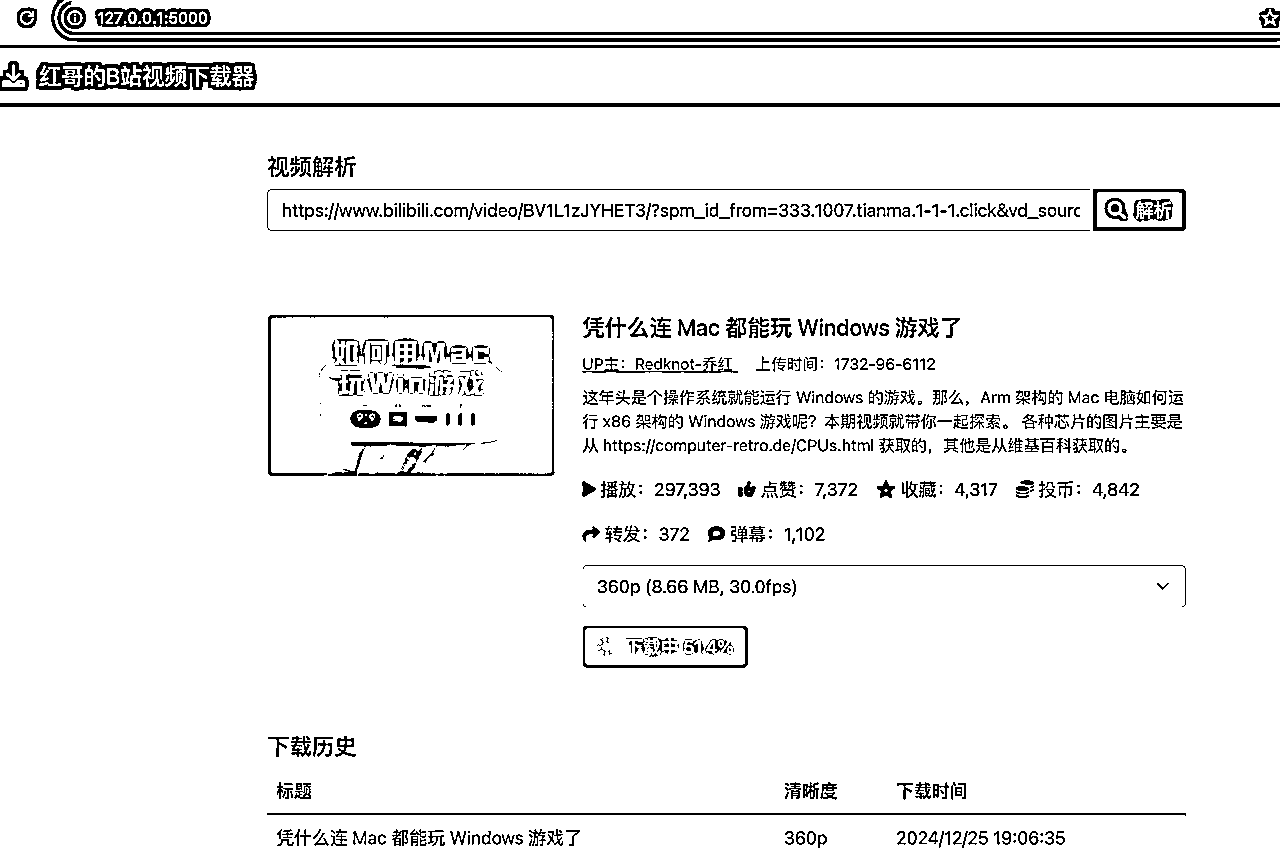 127.0.0.1:5000
红哥的B站视频下载器
视频解析
https://www.bilibili.com/video/BV1L1zJYHET3/?spm_id_from=333.1007.tianma.1-1-1.click&vd_sourc
解析
如何用Mac
玩Win游戏
凭什么连 Mac 都能玩 Windows 游戏了
UP主：Redknot-乔红 上传时间：1732-96-6112
这年头是个操作系统就能运行 Windows 的游戏。那么，Arm 架构的 Mac 电脑如何运
行 x86 架构的 Windows 游戏呢？本期视频就带你一起探索。 各种芯片的图片主要是
从 https://computer-retro.de/CPUs.html 获取的，其他是从维基百科获取的。
播放：297,393 点赞：7,372 收藏：4,317 投币：4,842
转发：372 弹幕：1,102
360p (8.66 MB, 30.0fps)
下载中 51.4%
下载历史
标题 清晰度 下载时间
凭什么连 Mac 都能玩 Windows 游戏了 360p 2024/12/25 19:06:35